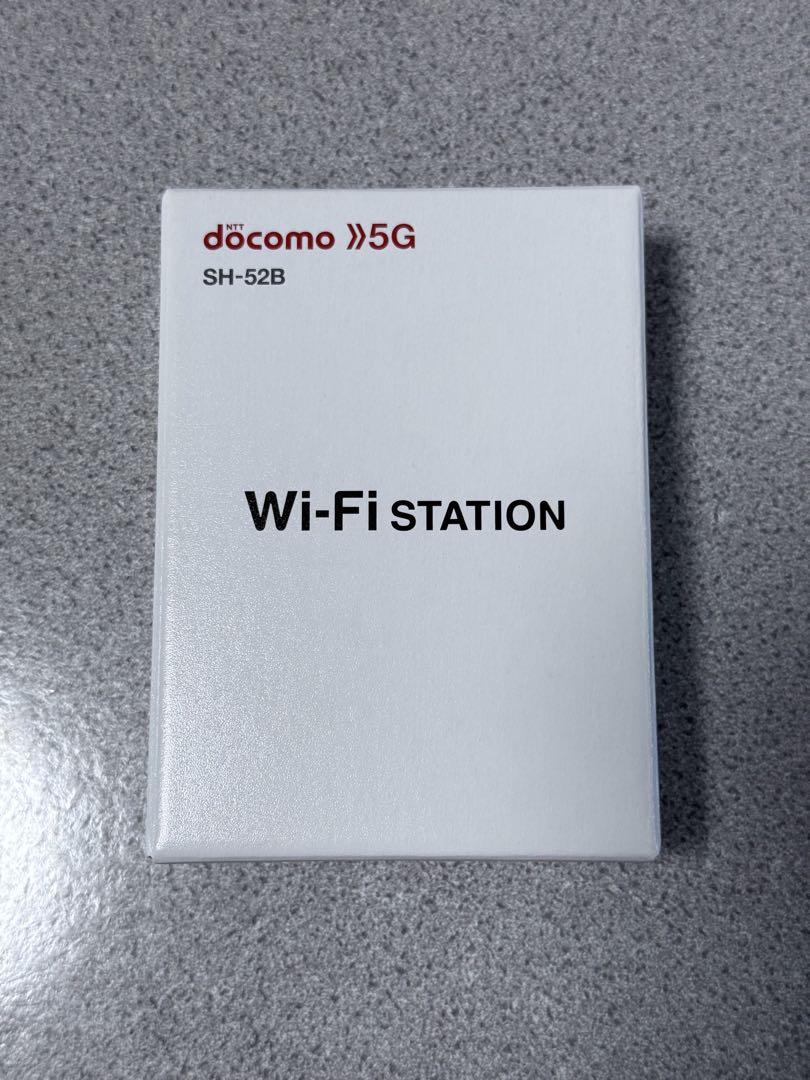 NTT
docomo 5G
SH-52B
Wi-Fi STATION